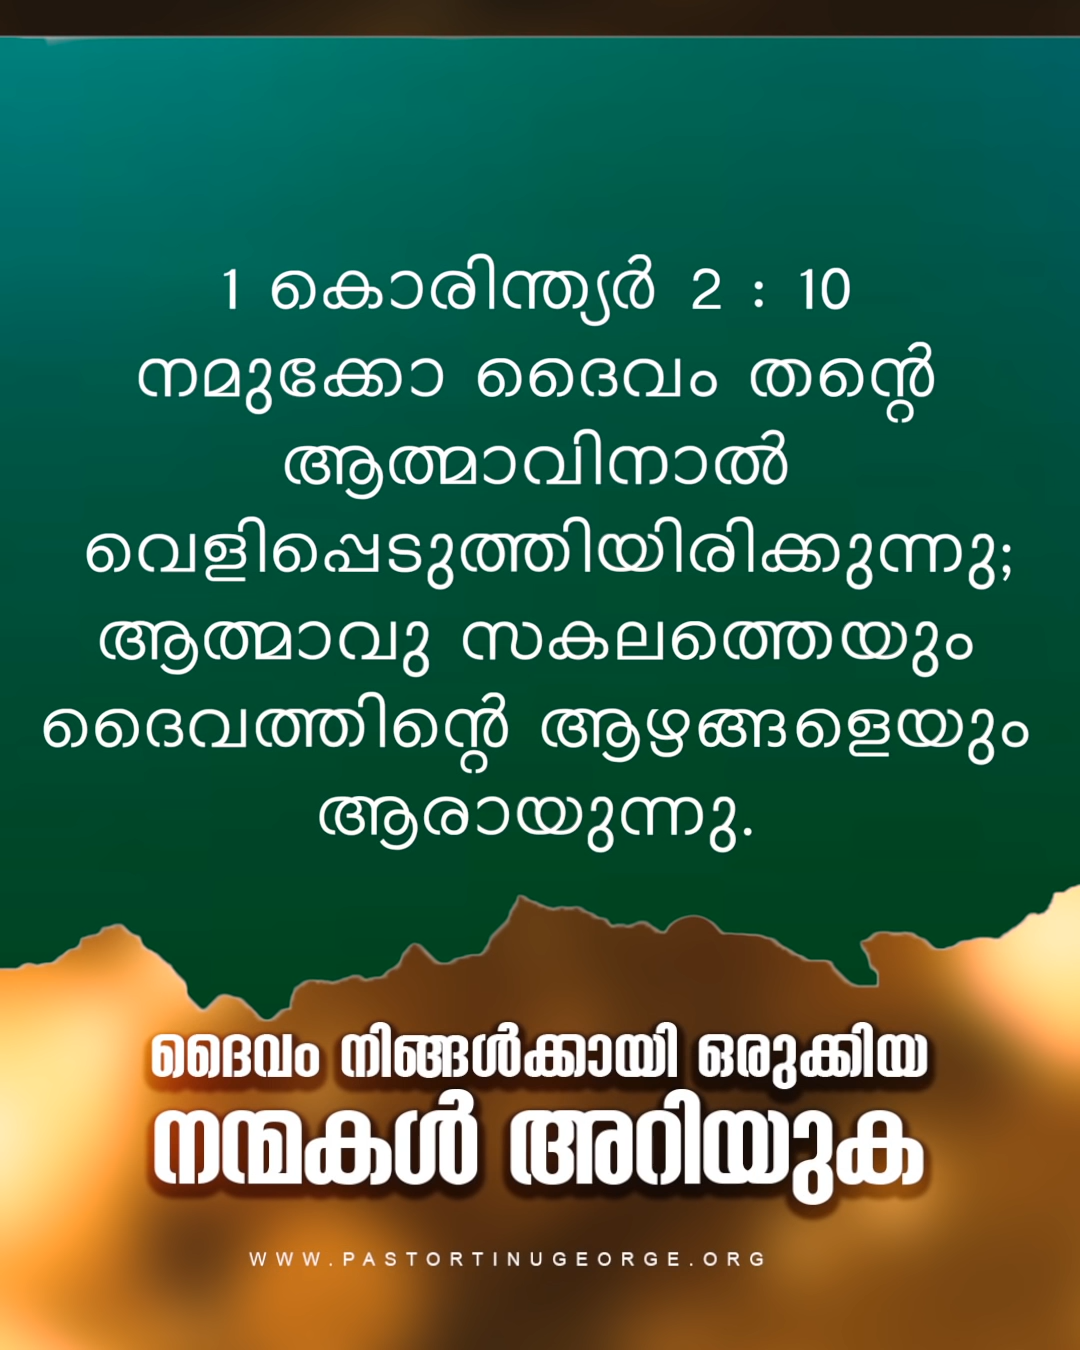 1 കൊരിന്ത്യർ 2 : 10
നമുക്കോ ദൈവം തന്റെ
ആത്മാവിനാൽ
വെളിപ്പെടുത്തിയിരിക്കുന്നു;
ആത്മാവു സകലത്തെയും
ദൈവത്തിന്റെ ആഴങ്ങളെയും
ആരായുന്നു.
ദൈവം നിങ്ങൾക്കായി ഒരുക്കിയ
നന്മകൾ അറിയുക
WWW.PASTORTINUGEORGE.ORG